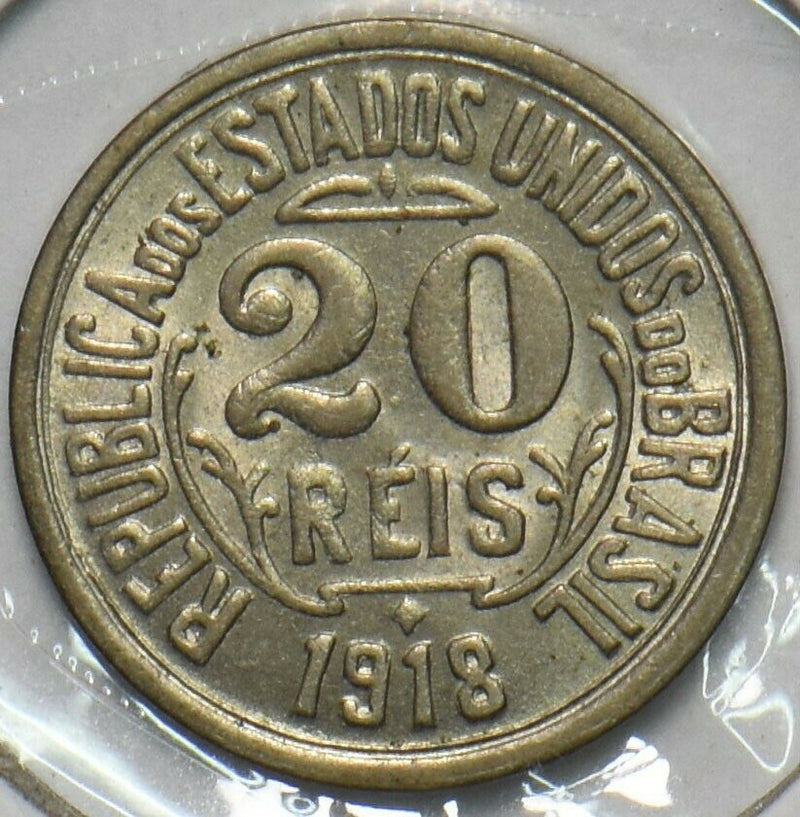 REPUBLICA DOS ESTADOS UNIDOS DO BRASIL
20
RÉIS
1918